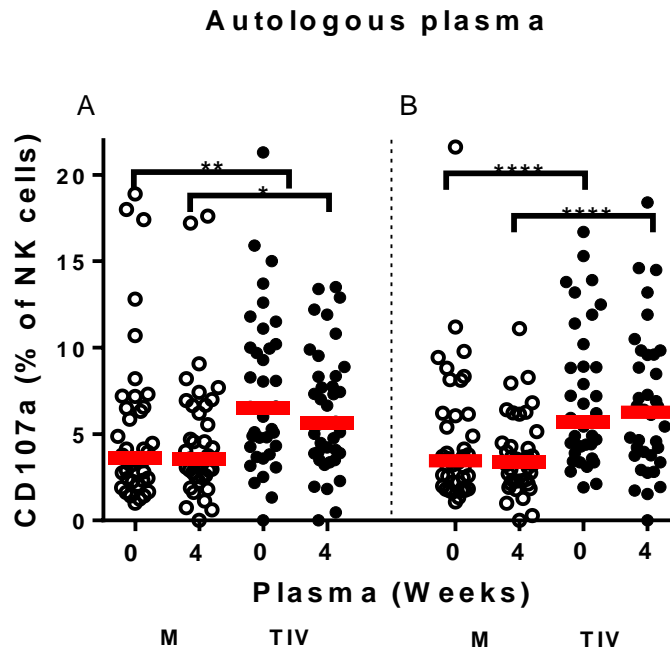 Autologous plasma
A B
CD107a (% of NK cells)
20
15
10
5
0
** * **** ****
0 4 0 4 0 4 0 4
Plasma (Weeks)
M TIV M TIV